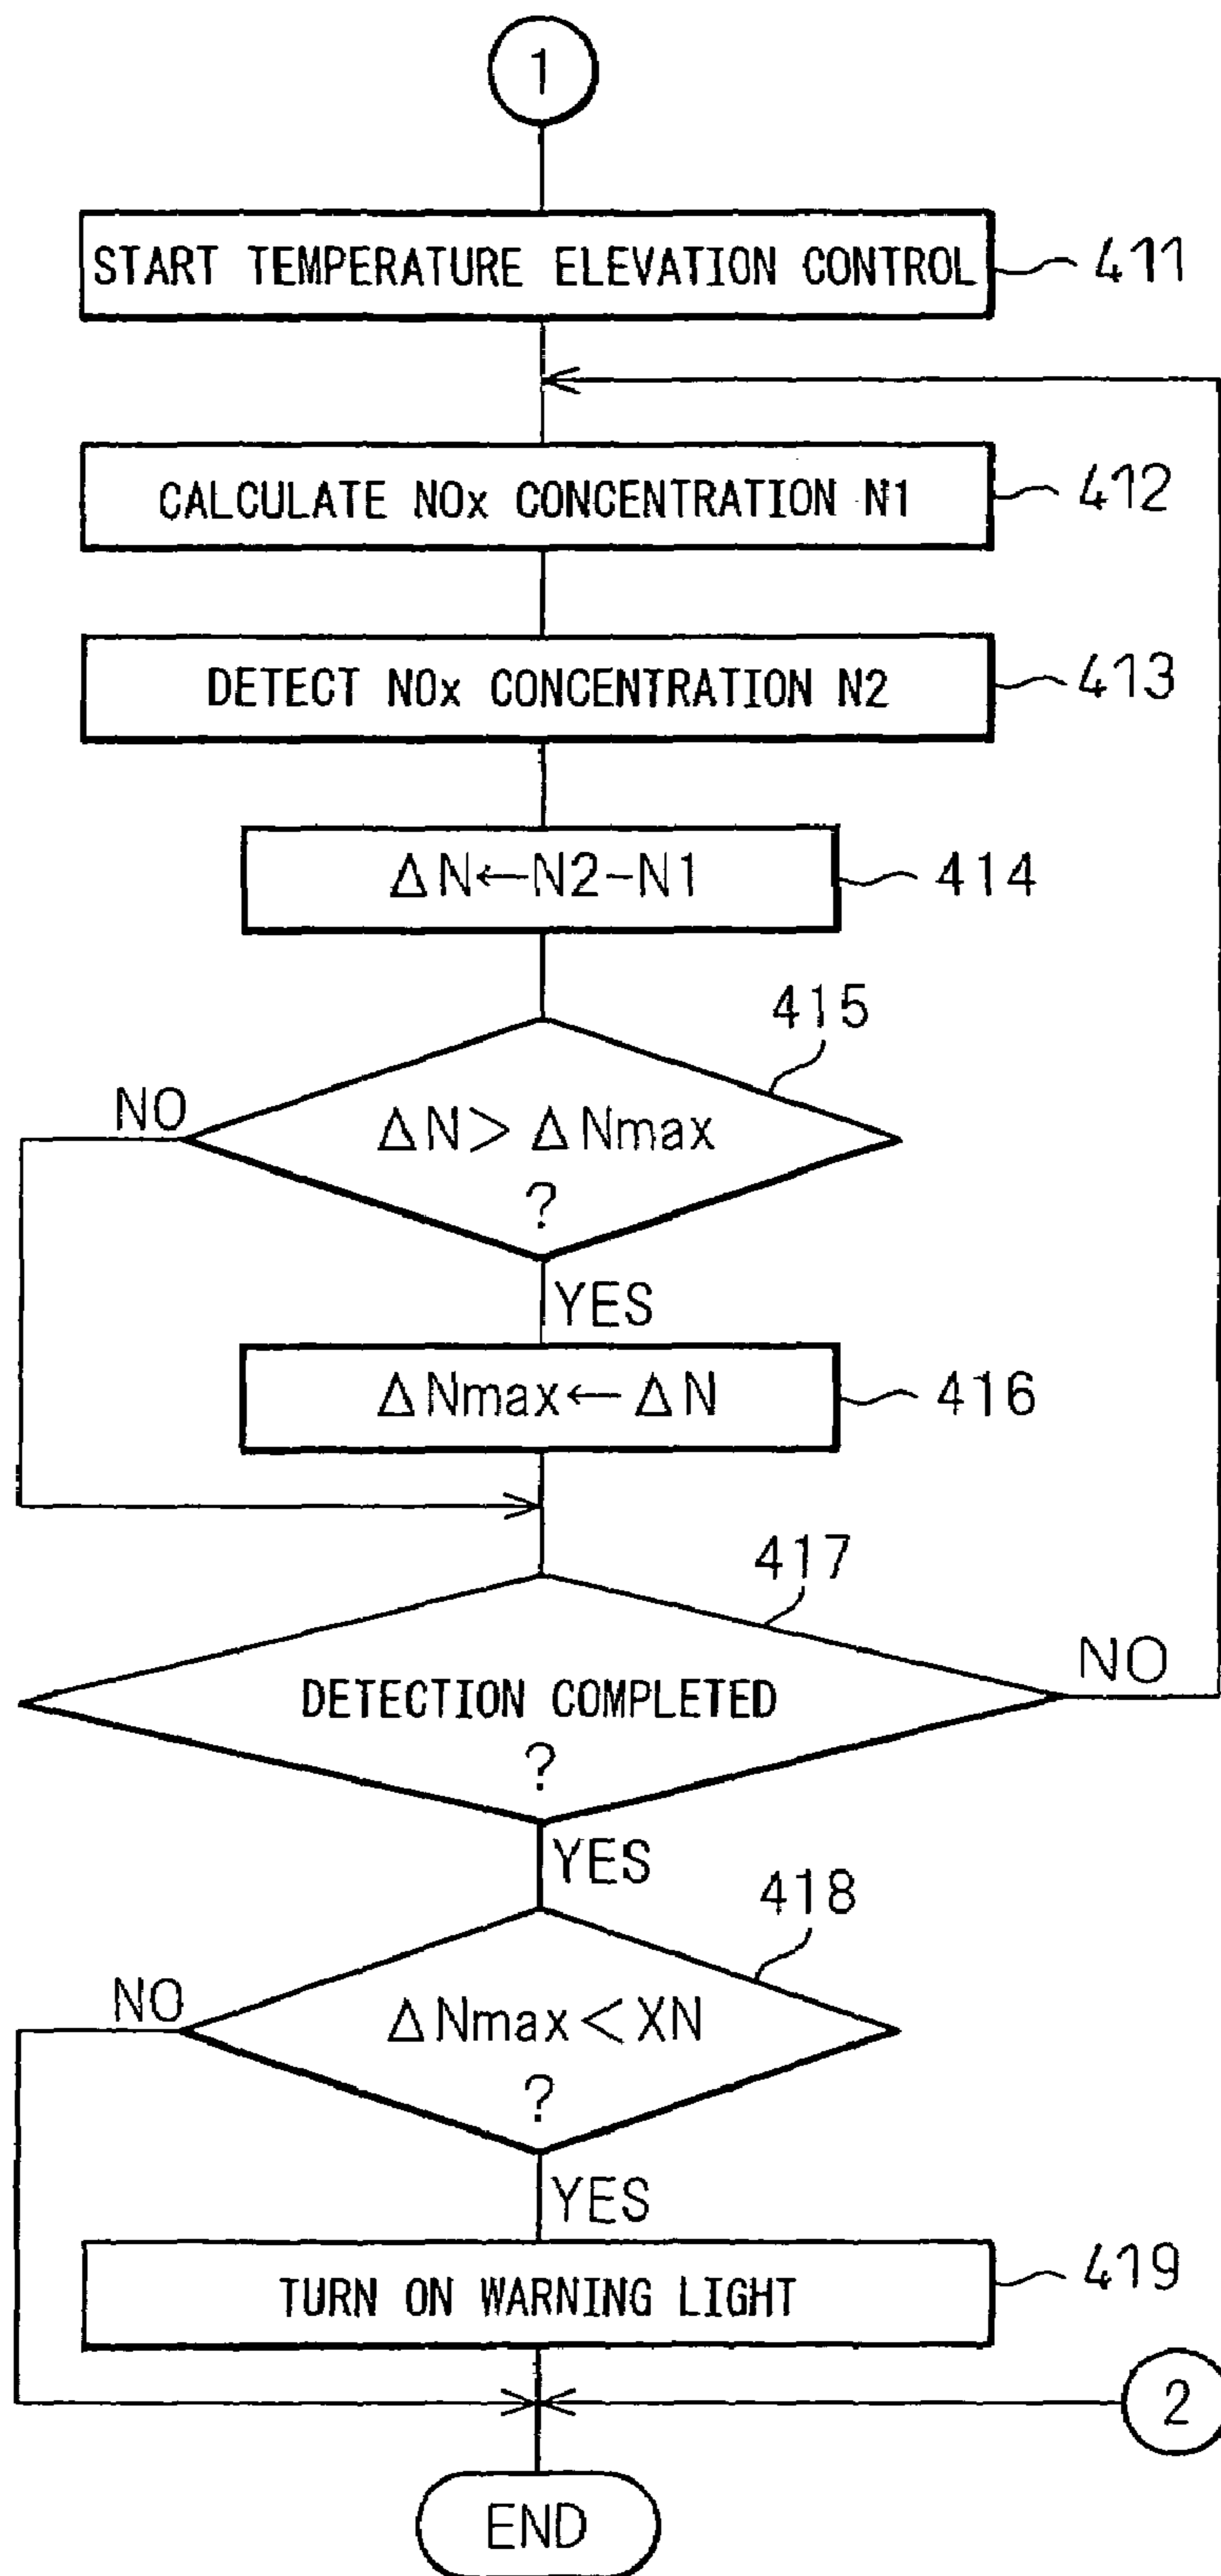 1
START TEMPERATURE ELEVATION CONTROL
411
CALCULATE NOx CONCENTRATION N1
412
DETECT NOx CONCENTRATION N2
413
ΔN←N2-N1
414
415
NO
ΔN>ΔNmax
?
YES
ΔNmax←ΔN
416
417
NO
DETECTION COMPLETED
?
YES
418
NO
ΔNmax<XN
?
YES
TURN ON WARNING LIGHT
419
2
END